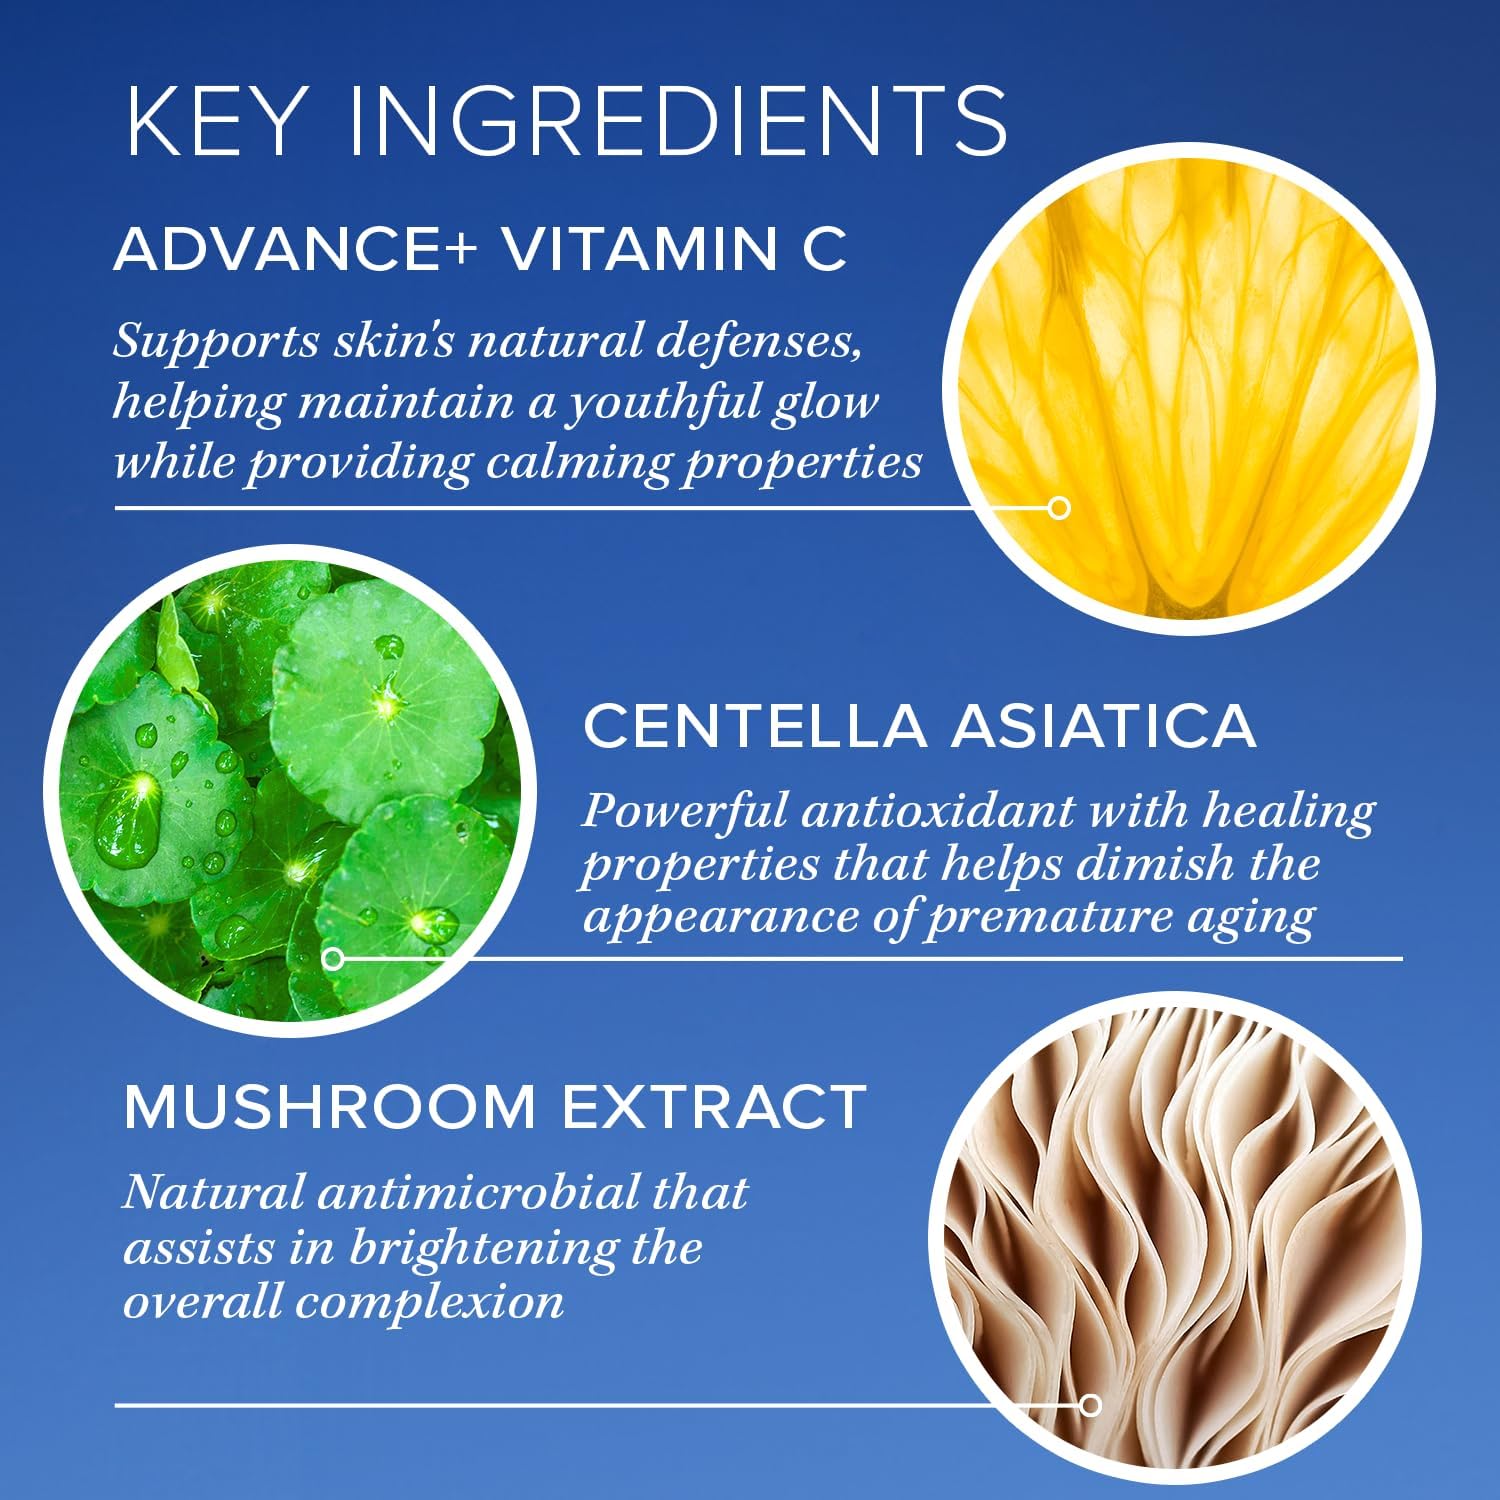 KEY INGREDIENTS
ADVANCE+ VITAMIN C
Supports skin's natural defenses,
helping maintain a youthful glow
while providing calming properties
CENTELLA ASIATICA
Powerful antioxidant with healing
properties that helps dimish the
appearance of premature aging
MUSHROOM EXTRACT
Natural antimicrobial that
assists in brightening the
overall complexion